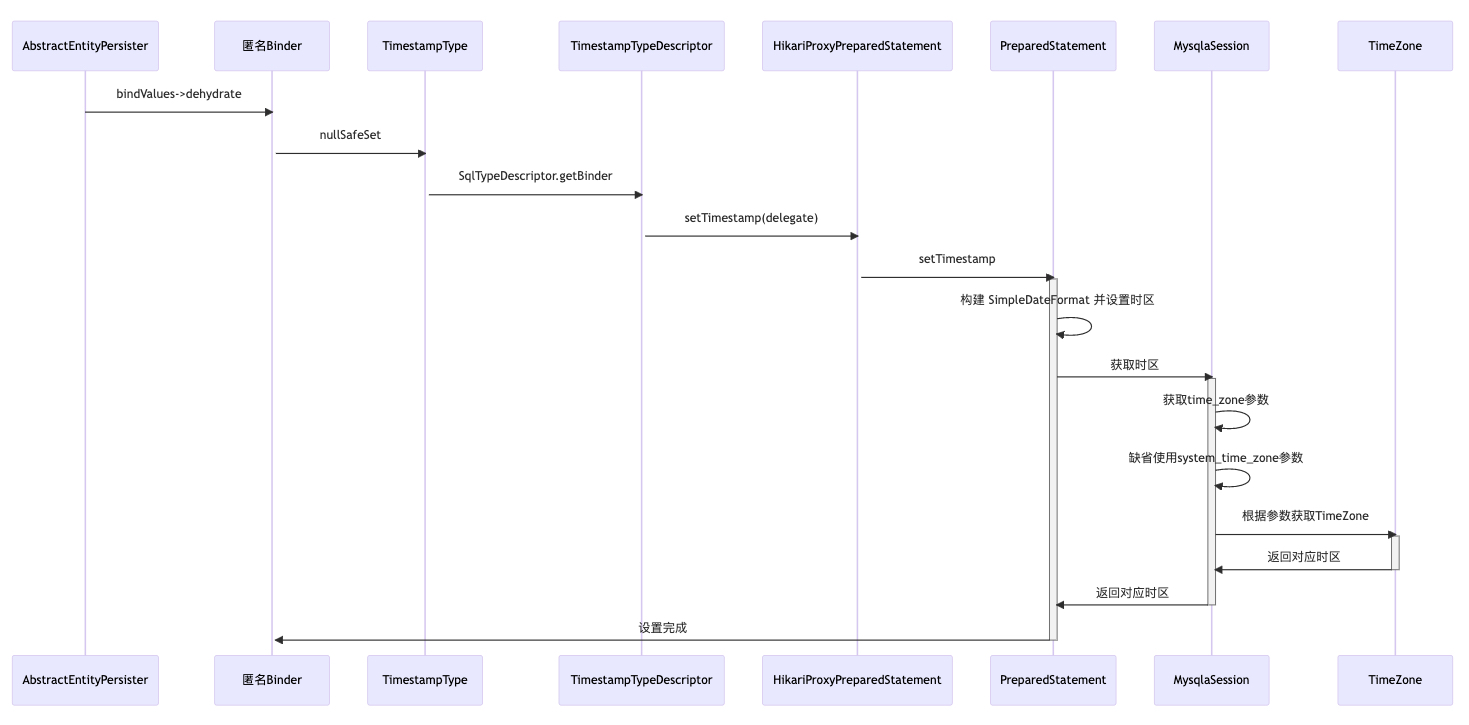 AbstractEntityPersister
匿名Binder
TimestampType
TimestampTypeDescriptor
HikariProxyPreparedStatement
PreparedStatement
MysqlaSession
TimeZone
bindValues->dehydrate
nullSafeSet
SqlTypeDescriptor.getBinder
setTimestamp(delegate)
setTimestamp
构建 SimpleDateFormat 并设置时区
获取时区
获取time_zone参数
缺省使用system_time_zone参数
根据参数获取TimeZone
返回对应时区
返回对应时区
设置完成
AbstractEntityPersister
匿名Binder
TimestampType
TimestampTypeDescriptor
HikariProxyPreparedStatement
PreparedStatement
MysqlaSession
TimeZone